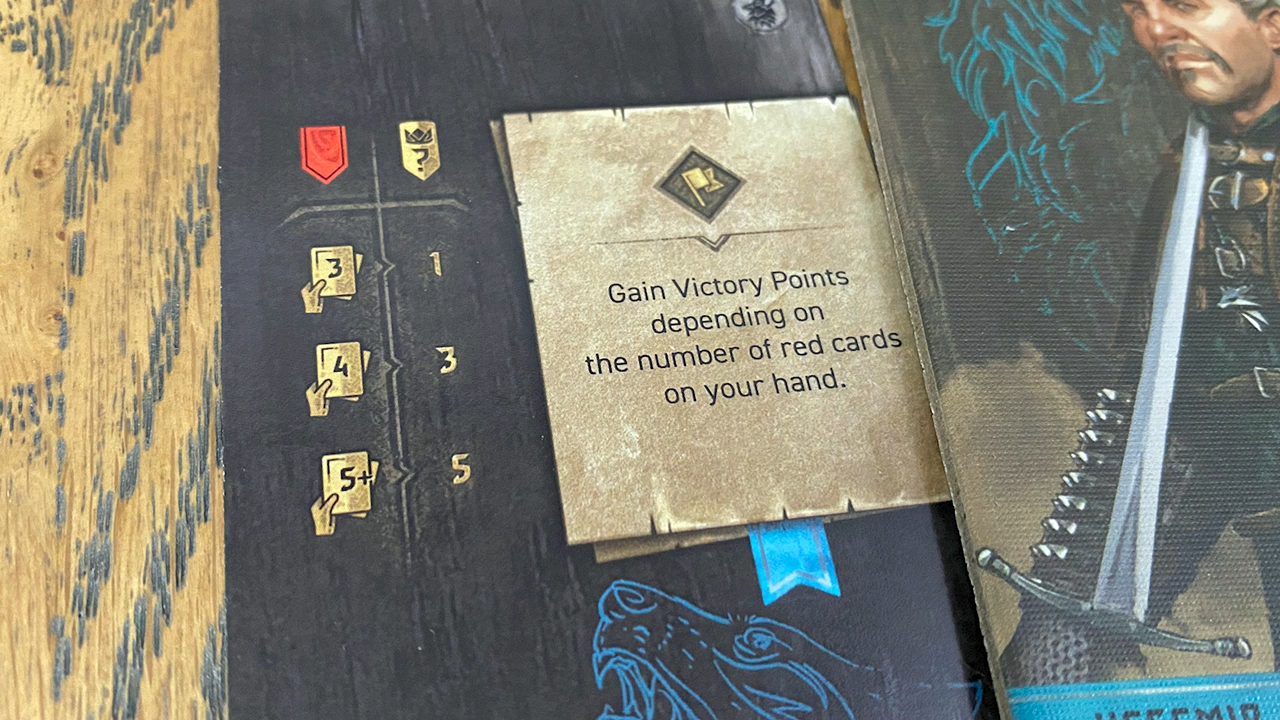 ?
3 1
4 3
5+ 5
Gain Victory Points
depending on
the number of red cards
on your hand.